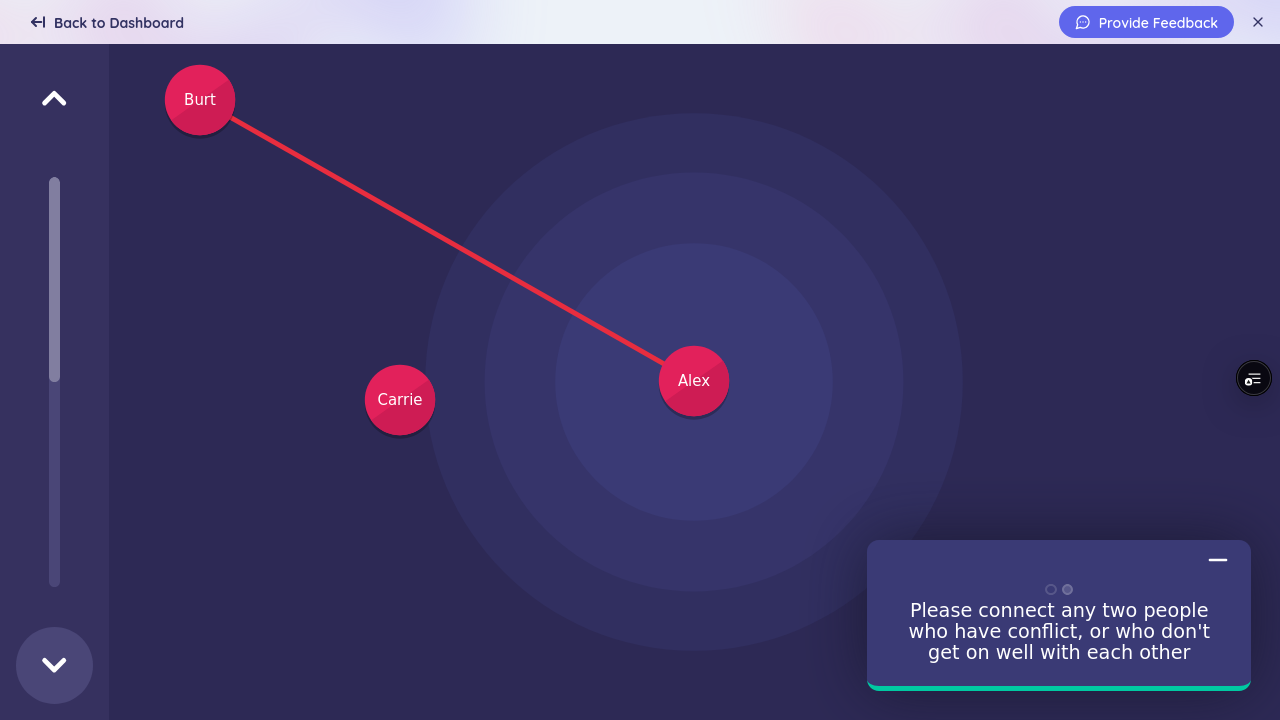 Back to Dashboard
Provide Feedback
Burt
Alex
Carrie
Please connect any two people
who have conflict, or who don't
get on well with each other